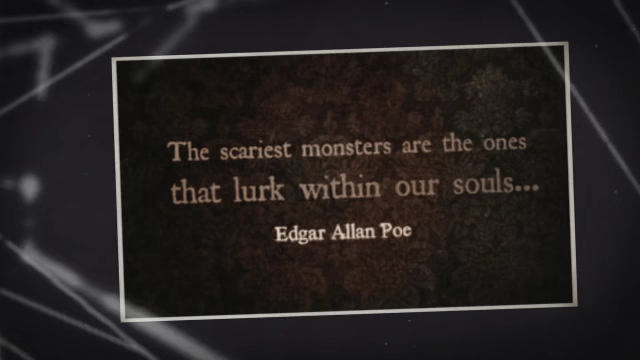 The scariest monsters are the ones
that lurk within our souls...
Edgar Allan Poe